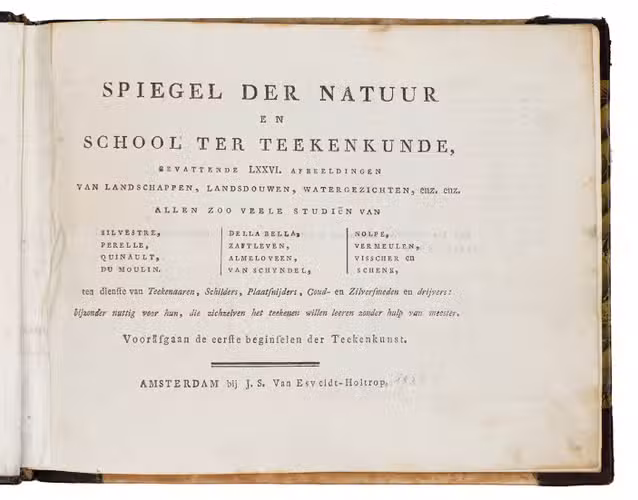 SPIEGEL DER NATUUR
EN
SCHOOL TER TEEKENKUNDE,
BEVATTENDE LXXVI. AFBEELDINGEN
VAN LANDSCHAPPEN, LANDSDOUWEN, WATERGEZICHTEN, enz. enz.
ALLEN ZOO VEELE STUDIËN VAN
SILVESTRE,
PERELLE,
QUINAULT,
DU MOULIN.
DELLA BELLA,
ZAFTLEVEN,
ALMELOVEEN,
VAN SCHYNDEL,
NOLPE,
VERMEULEN,
VISSCHER en
SCHENK,
ten dienſte van Teekenaaren, Schilders, Plaatſnijders, Goud- en Zilverſmeden en drijvers:
bijzonder nuttig voor hun, die zichzelven het teekenen willen leeren zonder hulp van meester.
Voorafgaan de eerſte beginſelen der Teekenkunst.
AMSTERDAM bij J. S. Van Esveldt-Holtrop,